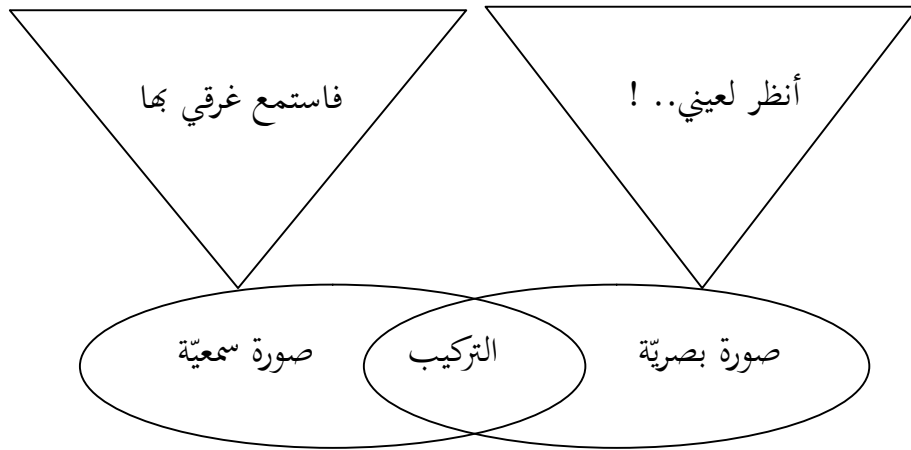 أنظر لعيني.. !
فاستمع غرقي بها
صورة بصريّة
التركيب
صورة سمعيّة